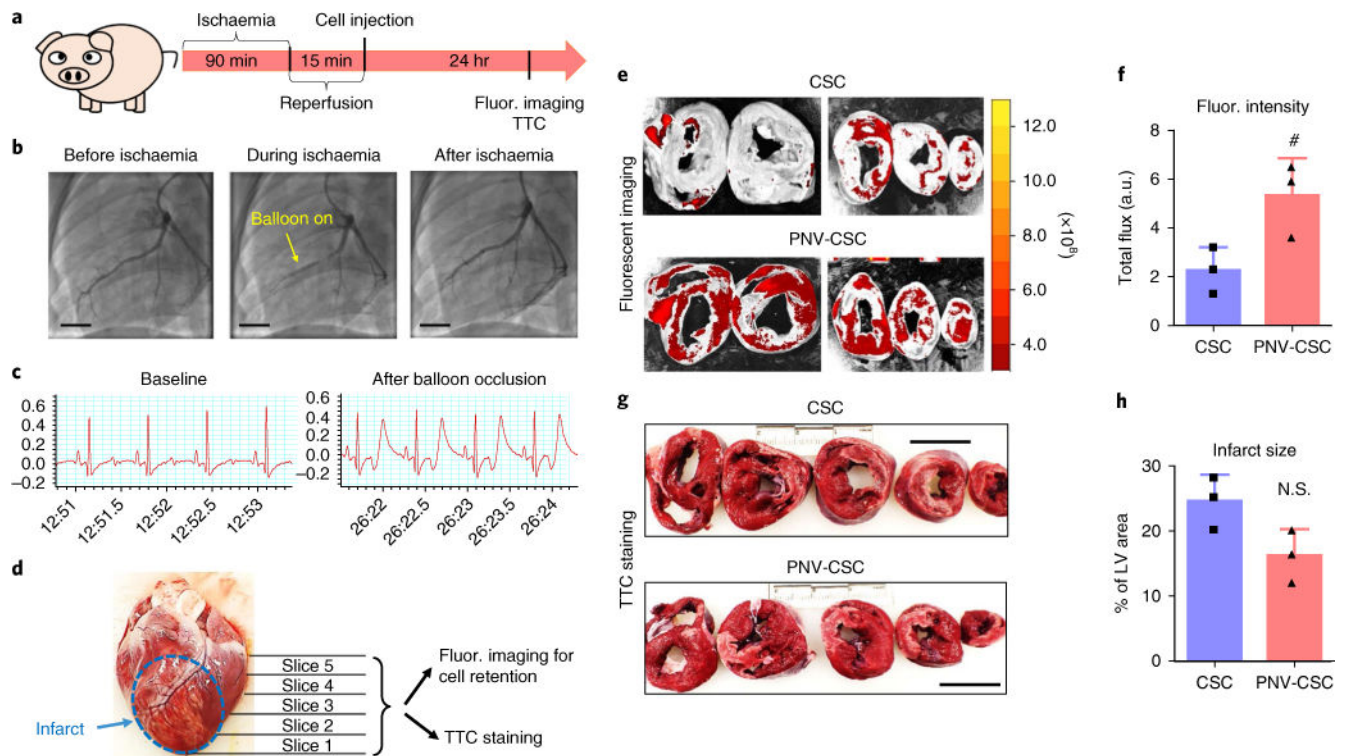 a
Ischaemia
Cell injection
90 min
15 min
24 hr
Reperfusion
Fluor. imaging
TTC
b
Before ischaemia
During ischaemia
After ischaemia
Balloon on
c
Baseline
After balloon occlusion
0.6
0.4
0.2
0.0
–0.2
12:51
12:51.5
12:52
12:52.5
12:53
0.6
0.4
0.2
0.0
–0.2
26:22
26:22.5
26:23
26:23.5
26:24
d
Infarct
Slice 5
Slice 4
Slice 3
Slice 2
Slice 1
Fluor. imaging for
cell retention
TTC staining
e
Fluorescent imaging
CSC
PNV-CSC
12.0
10.0
8.0
6.0
4.0
(×10⁸)
f
Fluor. intensity
Total flux (a.u.)
8
6
4
2
0
#
CSC
PNV-CSC
g
TTC staining
CSC
PNV-CSC
h
Infarct size
% of LV area
30
20
10
0
N.S.
CSC
PNV-CSC